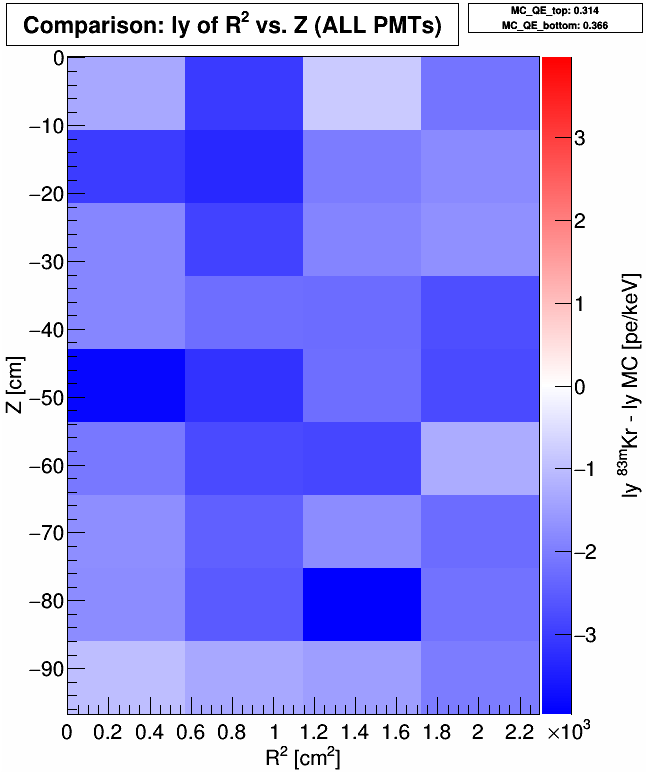 Comparison: ly of R² vs. Z (ALL PMTs)
MC_QE_top: 0.314
MC_QE_bottom: 0.366
Z [cm]
0
−10
−20
−30
−40
−50
−60
−70
−80
−90
0 0.2 0.4 0.6 0.8 1 1.2 1.4 1.6 1.8 2 2.2 ×10³
R² [cm²]
3
2
1
0
−1
−2
−3
ly ⁸³ᵐKr - ly MC [pe/keV]